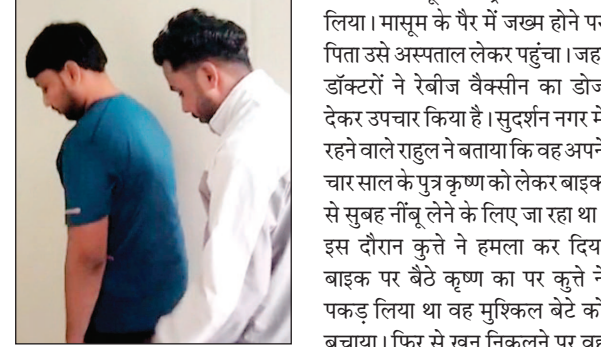 लिया। मासूम के पैर में जख्म होने पर
पिता उसे अस्पताल लेकर पहुंचा। जह
डॉक्टरों ने रेबीज वैक्सीन का डोज
देकर उपचार किया है। सुदर्शन नगर में
रहने वाले राहुल ने बताया कि वह अपने
चार साल के पुत्र कृष्ण को लेकर बाइक
से सुबह नींबू लेने के लिए जा रहा था।
इस दौरान कुत्ते ने हमला कर दिया
बाइक पर बैठे कृष्ण का पर कुत्ते ने
पकड़ लिया था वह मुश्किल बेटे को
बचाया। फिर से खून निकलने पर वह